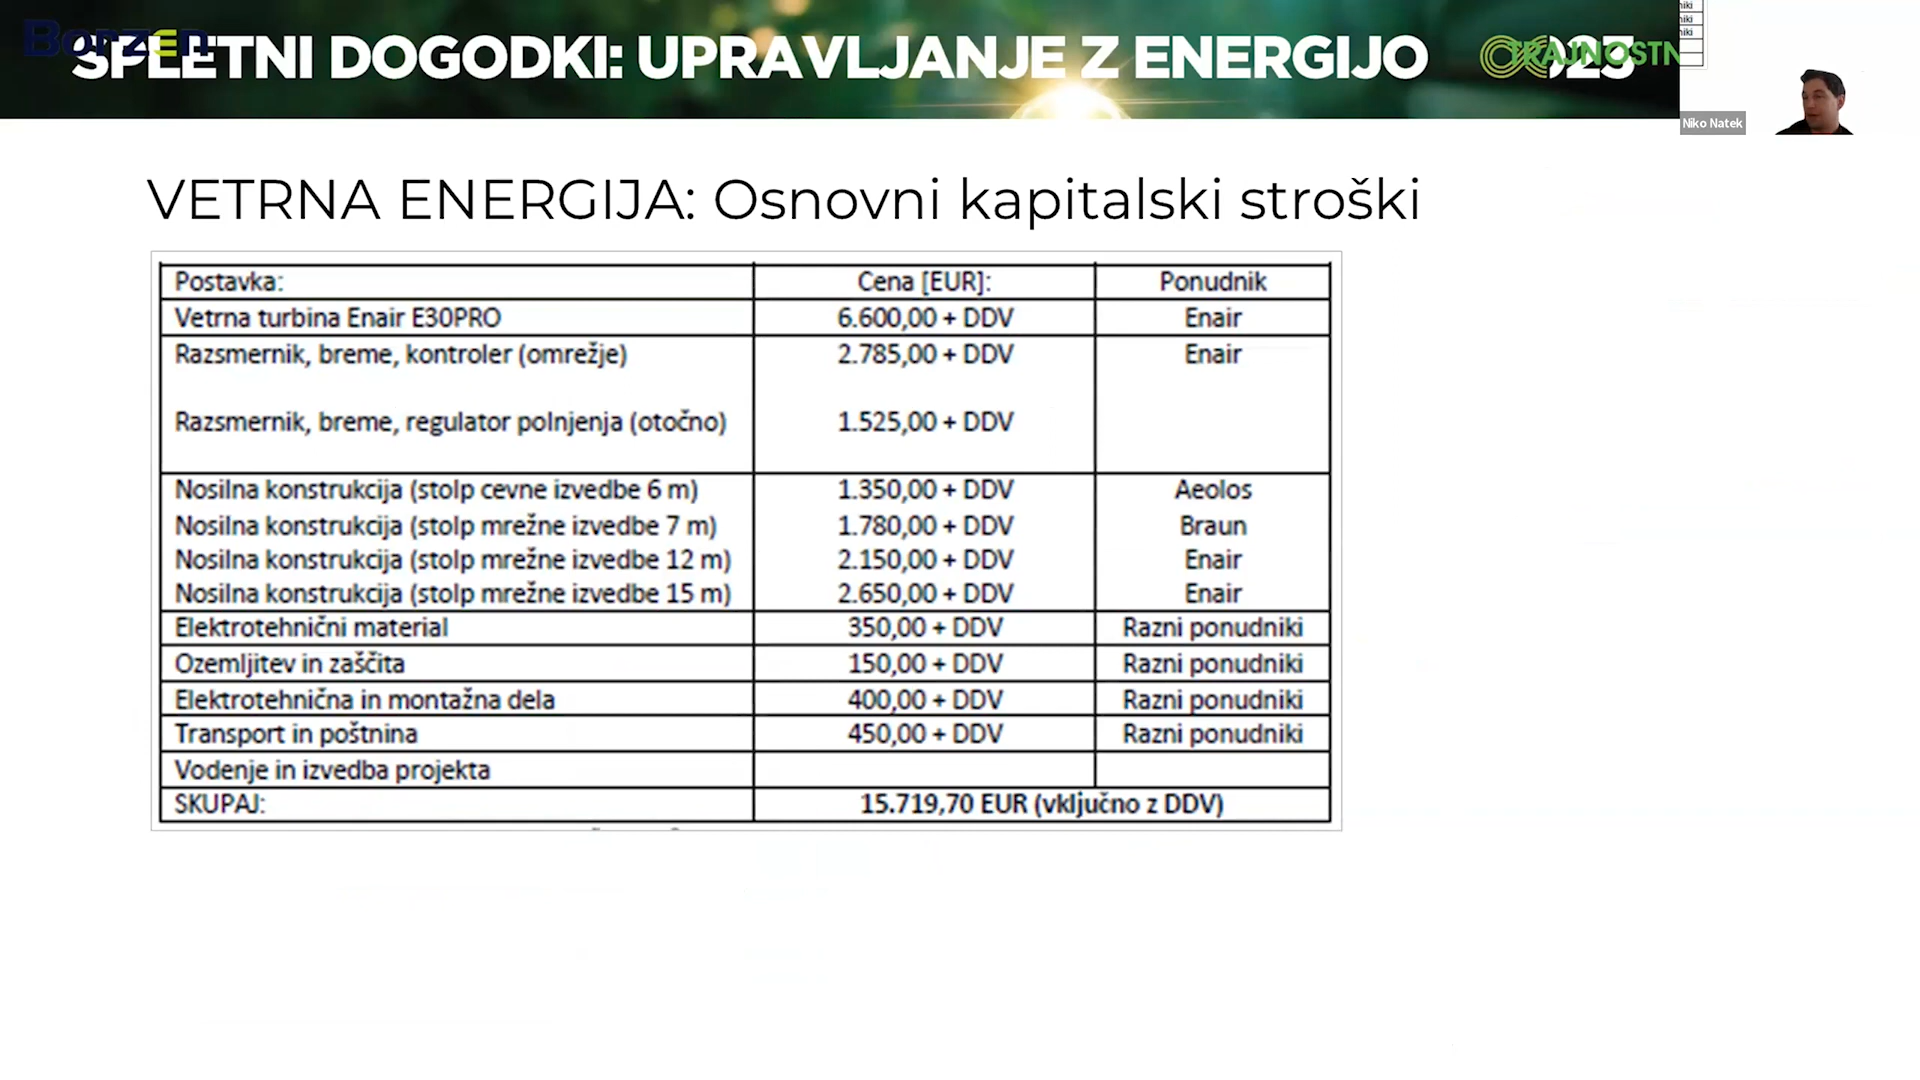 Borzen
SPLETNI DOGODKI: UPRAVLJANJE Z ENERGIJO
TRAJNOSTN
Niko Natek
VETRNA ENERGIJA: Osnovni kapitalski stroški
Postavka: Cena [EUR]: Ponudnik
Vetrna turbina Enair E30PRO 6.600,00 + DDV Enair
Razsmernik, breme, kontroler (omrežje) 2.785,00 + DDV Enair
Razsmernik, breme, regulator polnjenja (otočno) 1.525,00 + DDV
Nosilna konstrukcija (stolp cevne izvedbe 6 m) 1.350,00 + DDV Aeolos
Nosilna konstrukcija (stolp mrežne izvedbe 7 m) 1.780,00 + DDV Braun
Nosilna konstrukcija (stolp mrežne izvedbe 12 m) 2.150,00 + DDV Enair
Nosilna konstrukcija (stolp mrežne izvedbe 15 m) 2.650,00 + DDV Enair
Elektrotehnični material 350,00 + DDV Razni ponudniki
Ozemljitev in zaščita 150,00 + DDV Razni ponudniki
Elektrotehnična in montažna dela 400,00 + DDV Razni ponudniki
Transport in poštnina 450,00 + DDV Razni ponudniki
Vodenje in izvedba projekta
SKUPAJ: 15.719,70 EUR (vključno z DDV)